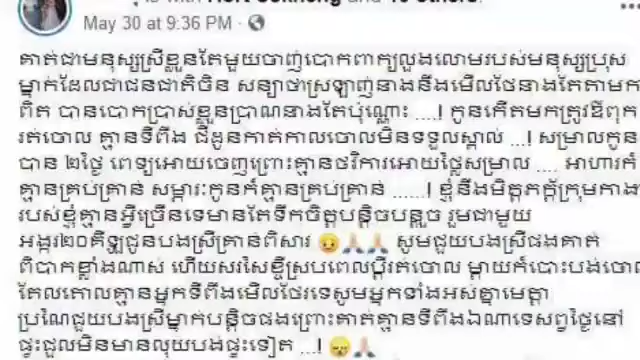 is with Hort Sokheng and 10 others.
May 30 at 9:36 PM ·
គាត់ជាមនុស្សស្រីខ្លួនតែមួយចាញ់បោកពាក្យលួងលោមរបស់មនុស្សប្រុស
ម្នាក់ដែលជាជនជាតិចិន សន្យាថាស្រឡាញ់នាងនឹងមើលថែនាងតែតាមការ
ពិត បានបោកប្រាស់ខ្លួនប្រាណនាងតែប៉ុណ្ណោះ ....! កូនកើតមកត្រូវឪពុក
រត់ចោល គ្មានទីពឹង ជីដូនកាត់កាលចោលមិនទទួលស្គាល់ ...! សម្រាលកូន
បាន ២ថ្ងៃ ពេទ្យអោយចេញព្រោះគ្មានថវិការអោយថ្លៃសម្រាល .... អាហារកំ
គ្មានគ្រប់គ្រាន់ សម្ភារៈកូនកំគ្មានគ្រប់គ្រាន់ ......! ខ្ញុំនឹងមិត្តភក្ដិក្រុមការងារ
របស់ខ្ញុំគ្មានអ្វីច្រើនទេមានតែទឹកចិត្តបន្តិចបន្តួច រួមជាមួយ
អង្ករ២០គីឡូជូនបងស្រីគ្រាន់ពិសារ 😔🙏🙏 សូមជួយបងស្រីផងគាត់
ពិបាកខ្លាំងណាស់ ហើយសរសៃខ្ចីស្របពេលប្ដីរត់ចោល ម្ដាយកំបោះបង់ចោល
តែលតោលគ្មានអ្នកទីពឹងមើលថែរទេសូមអ្នកទាំងអស់គ្នាមេត្តា
ប្រណៃជួយបងស្រីម្នាក់បន្តិចផងព្រោះគាត់គ្មានទីពឹងឯណាទេសព្វថ្ងៃនៅ
ផ្ទះជួលមិនមានលុយបង់ផ្ទះទៀត ...! 😴🙏